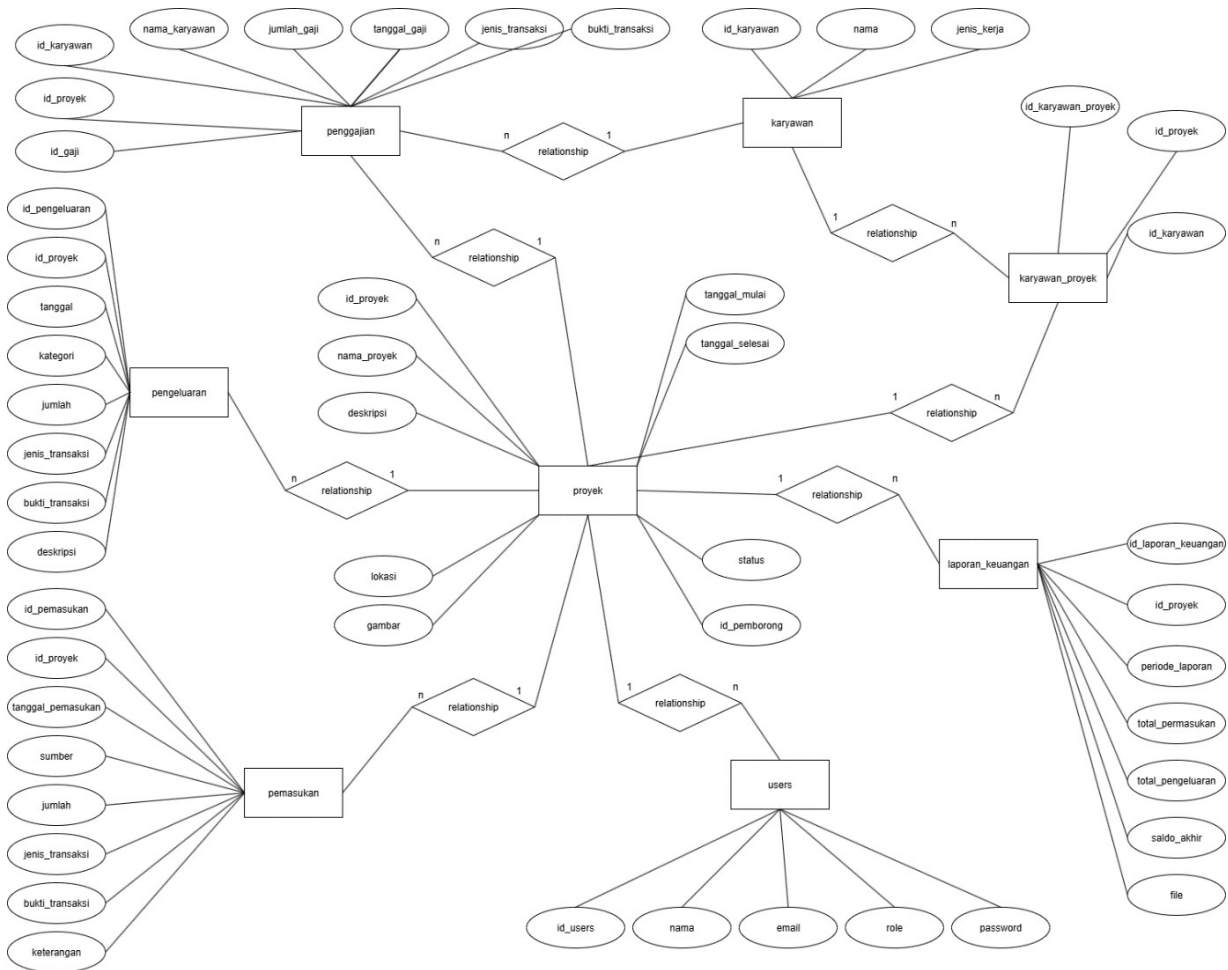 nama_karyawan
jumlah_gaji
tanggal_gaji
jenis_transaksi
bukti_transaksi
id_karyawan
nama
jenis_kerja
id_karyawan
id_proyek
id_gaji
penggajian
n
relationship
1
karyawan
id_karyawan_proyek
id_proyek
id_karyawan
1
relationship
n
karyawan_proyek
n
relationship
1
id_pengeluaran
id_proyek
tanggal
kategori
jumlah
jenis_transaksi
bukti_transaksi
deskripsi
pengeluaran
n
relationship
1
id_proyek
nama_proyek
deskripsi
tanggal_mulai
tanggal_selesai
1
relationship
n
proyek
lokasi
gambar
status
id_pemborong
1
relationship
n
laporan_keuangan
id_laporan_keuangan
id_proyek
periode_laporan
total_permasukan
total_pengeluaran
saldo_akhir
file
id_pemasukan
id_proyek
tanggal_pemasukan
sumber
jumlah
jenis_transaksi
bukti_transaksi
keterangan
pemasukan
n
relationship
1
1
relationship
n
users
id_users
nama
email
role
password